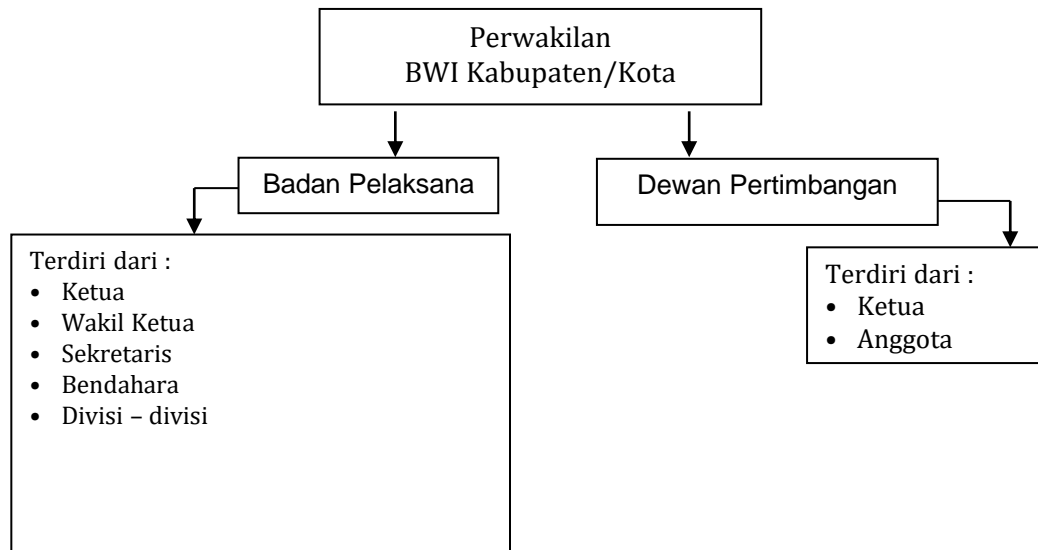 Perwakilan
BWI Kabupaten/Kota
Badan Pelaksana
Dewan Pertimbangan
Terdiri dari :
• Ketua
• Wakil Ketua
• Sekretaris
• Bendahara
• Divisi – divisi
Terdiri dari :
• Ketua
• Anggota